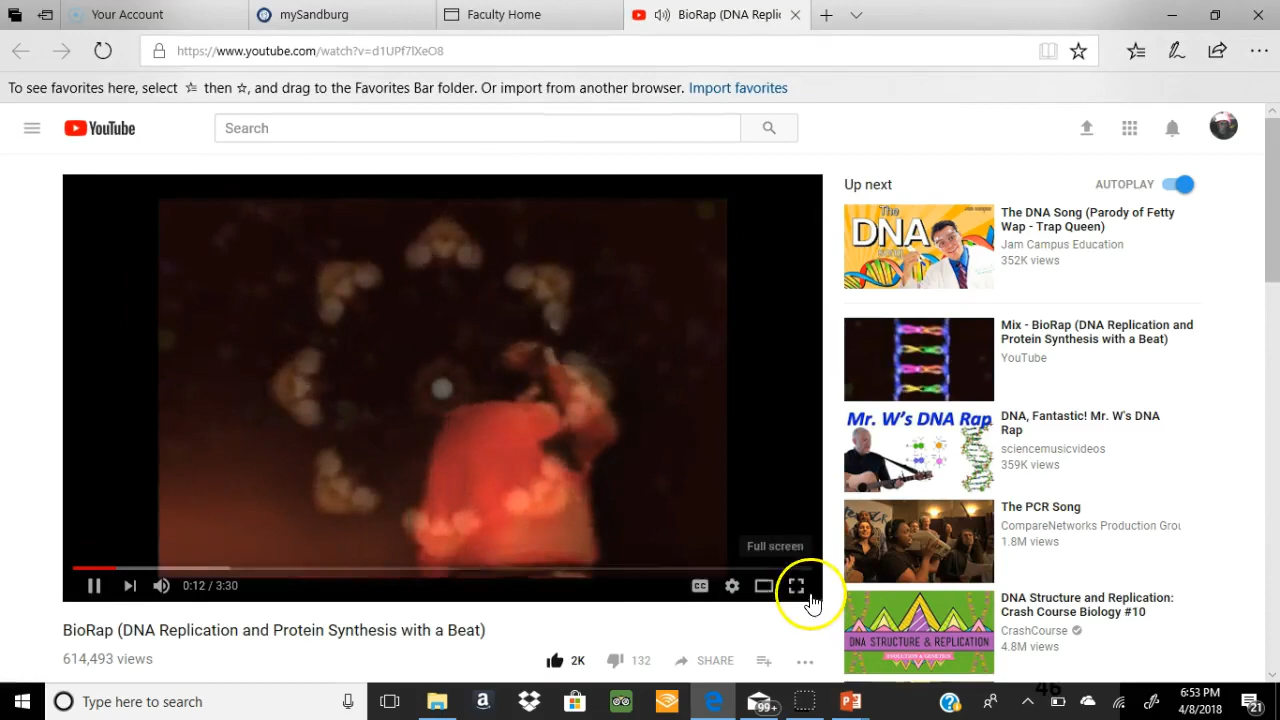 Your Account
mySandburg
Faculty Home
BioRap (DNA Repli
https://www.youtube.com/watch?v=d1UPf7lXeO8
To see favorites here, select ☆ then ☆, and drag to the Favorites Bar folder. Or import from another browser. Import favorites
YouTube
Search
Up next
AUTOPLAY
The DNA Song
The DNA Song (Parody of Fetty
Wap - Trap Queen)
Jam Campus Education
352K views
Mix - BioRap (DNA Replication and
Protein Synthesis with a Beat)
YouTube
Mr. W's DNA Rap
DNA, Fantastic! Mr. W's DNA
Rap
sciencemusicvideos
359K views
The PCR Song
CompareNetworks Production Grou
1.8M views
DNA STRUCTURE & REPLICATION
DNA Structure and Replication:
Crash Course Biology #10
CrashCourse
4.8M views
Full screen
0:12 / 3:30
CC
BioRap (DNA Replication and Protein Synthesis with a Beat)
614,493 views
2K
132
SHARE
Type here to search
99+
46
6:53 PM
4/8/2018
21